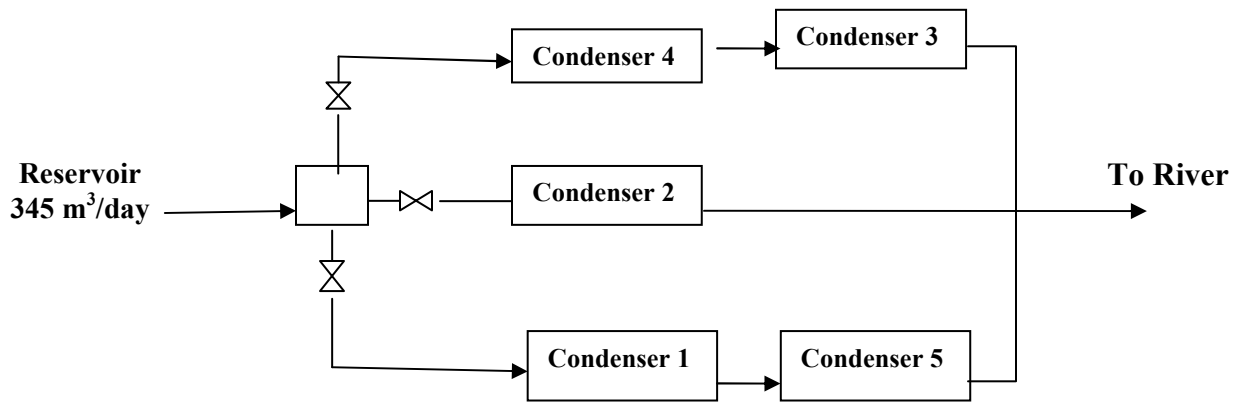 Condenser 4
Condenser 3
Reservoir
345 m³/day
Condenser 2
To River
Condenser 1
Condenser 5